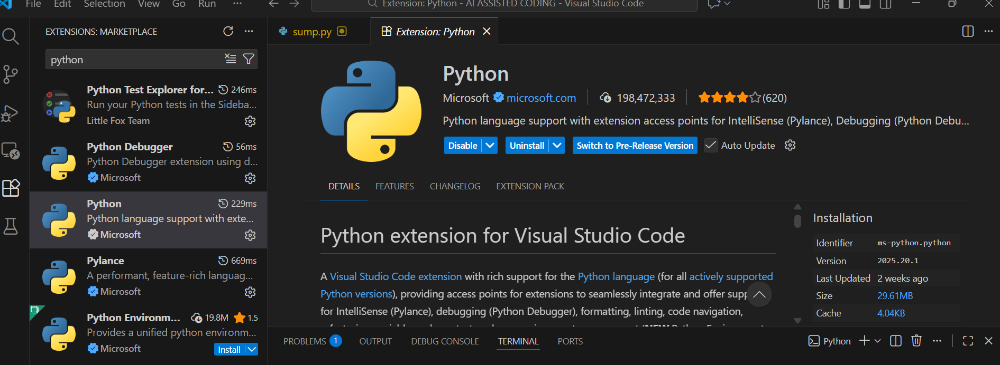 File Edit Selection View Go Run ···
Extension: Python - AI ASSISTED CODING - Visual Studio Code
EXTENSIONS: MARKETPLACE
python
Python Test Explorer for... 246ms
Run your Python tests in the Sideba...
Little Fox Team
Python Debugger 56ms
Python Debugger extension using d...
Microsoft
Python 229ms
Python language support with exte...
Microsoft
Pylance 669ms
A performant, feature-rich languag...
Microsoft
Python Environm... 19.8M 1.5
Provides a unified python environm...
Microsoft Install
sump.py Extension: Python
Python
Microsoft microsoft.com 198,472,333 (620)
Python language support with extension access points for IntelliSense (Pylance), Debugging (Python Debu...
Disable Uninstall Switch to Pre-Release Version Auto Update
DETAILS FEATURES CHANGELOG EXTENSION PACK
Python extension for Visual Studio Code
A Visual Studio Code extension with rich support for the Python language (for all actively supported
Python versions), providing access points for extensions to seamlessly integrate and offer supp
for IntelliSense (Pylance), debugging (Python Debugger), formatting, linting, code navigation,
Installation
Identifier ms-python.python
Version 2025.20.1
Last Updated 2 weeks ago
Size 29.61MB
Cache 4.04KB
PROBLEMS 1 OUTPUT DEBUG CONSOLE TERMINAL PORTS
Python